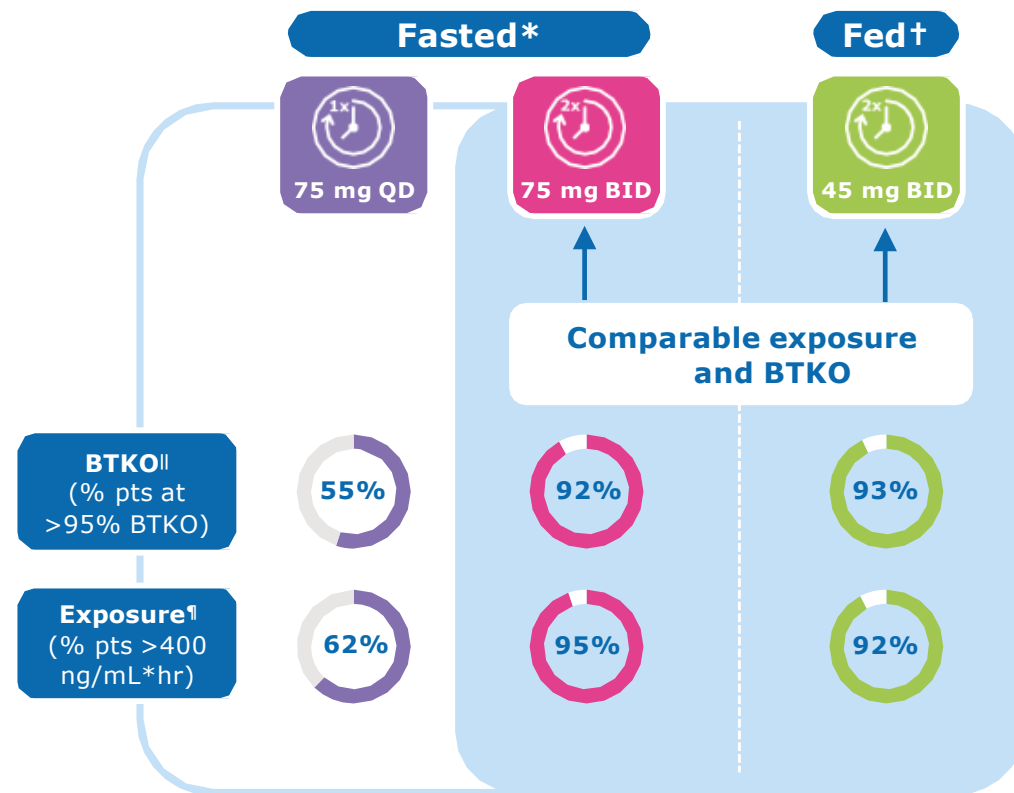 Fasted*
Fed†
1x
2x
2x
75 mg QD
75 mg BID
45 mg BID
Comparable exposure
and BTKO
BTKO‖
(% pts at
>95% BTKO)
55%
92%
93%
Exposure¶
(% pts >400
ng/mL*hr)
62%
95%
92%